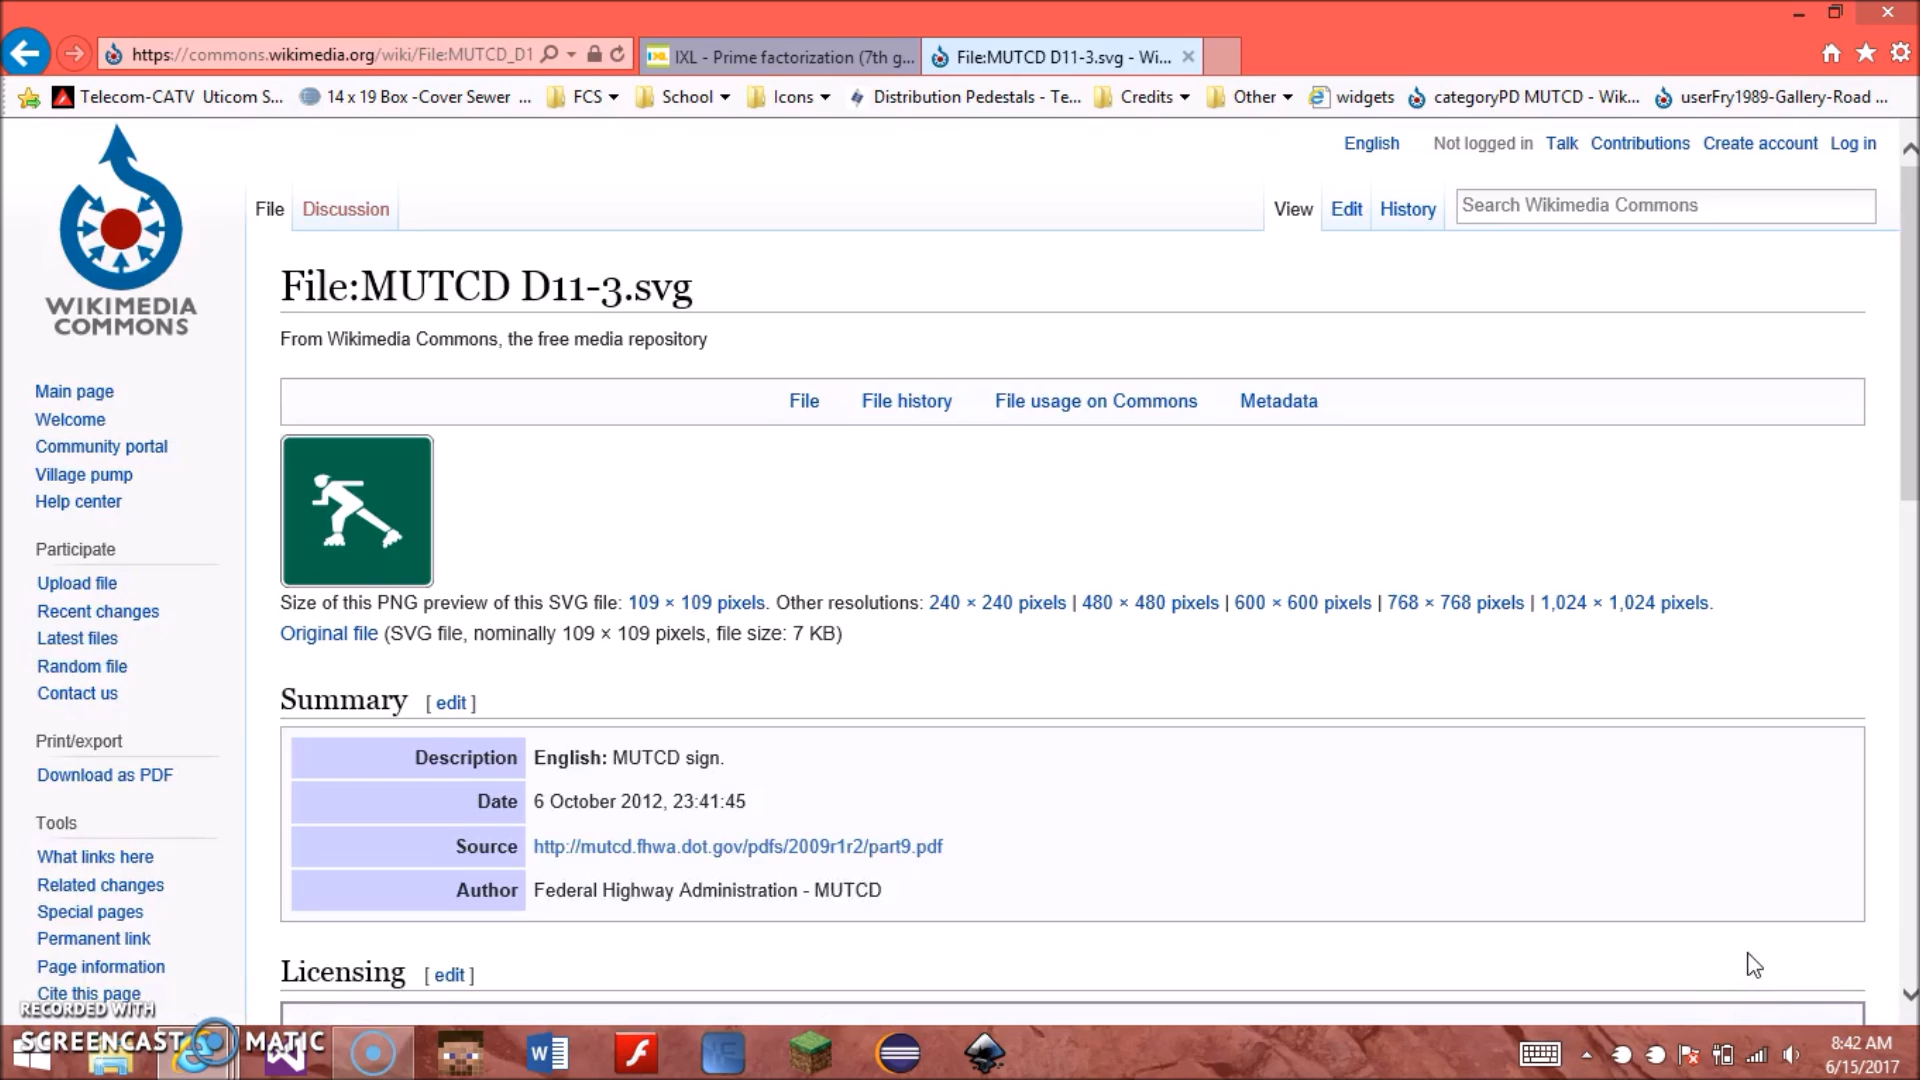 https://commons.wikimedia.org/wiki/File:MUTCD_D1
IXL - Prime factorization (7th g...
File:MUTCD D11-3.svg - Wi...
Telecom-CATV Uticom S...
14 x 19 Box -Cover Sewer ...
FCS
School
Icons
Distribution Pedestals - Te...
Credits
Other
widgets
categoryPD MUTCD - Wik...
userFry1989-Gallery-Road ...
English Not logged in Talk Contributions Create account Log in
WIKIMEDIA
COMMONS
File Discussion
View Edit History
Search Wikimedia Commons
File:MUTCD D11-3.svg
From Wikimedia Commons, the free media repository
File File history File usage on Commons Metadata
Size of this PNG preview of this SVG file: 109 × 109 pixels. Other resolutions: 240 × 240 pixels | 480 × 480 pixels | 600 × 600 pixels | 768 × 768 pixels | 1,024 × 1,024 pixels.
Original file (SVG file, nominally 109 × 109 pixels, file size: 7 KB)
Summary [ edit ]
Description English: MUTCD sign.
Date 6 October 2012, 23:41:45
Source http://mutcd.fhwa.dot.gov/pdfs/2009r1r2/part9.pdf
Author Federal Highway Administration - MUTCD
Licensing [ edit ]
Main page
Welcome
Community portal
Village pump
Help center
Participate
Upload file
Recent changes
Latest files
Random file
Contact us
Print/export
Download as PDF
Tools
What links here
Related changes
Special pages
Permanent link
Page information
Cite this page
RECORDED WITH
SCREENCAST MATIC
8:42 AM
6/15/2017